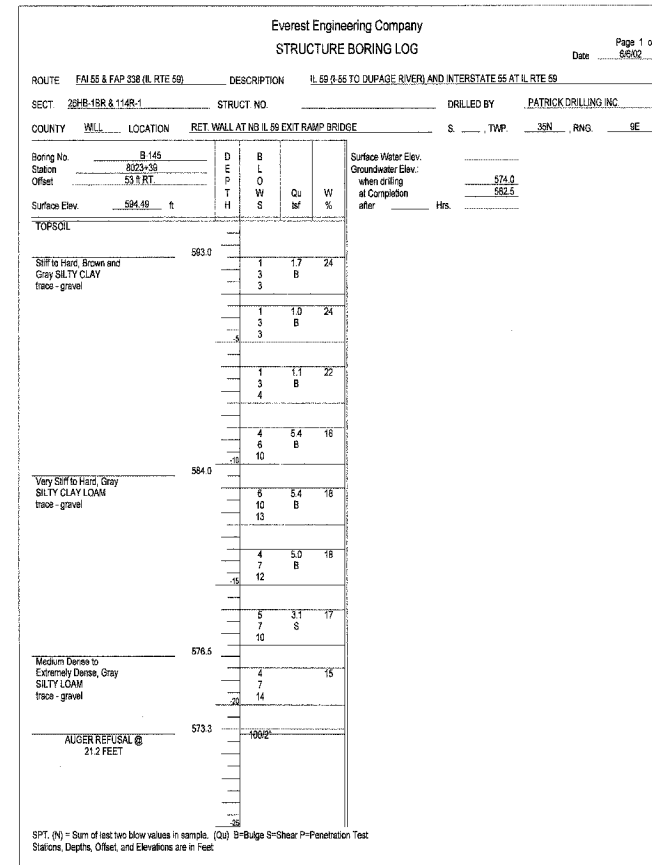 Everest Engineering Company
STRUCTURE BORING LOG
Page 1 o
Date 6/6/02
ROUTE FAI 55 & FAP 338 (IL RTE 59) DESCRIPTION IL 59 (I-55 TO DUPAGE RIVER) AND INTERSTATE 55 AT IL RTE 59
SECT. 26HB-1BR & 114R-1 STRUCT. NO. DRILLED BY PATRICK DRILLING INC.
COUNTY WILL LOCATION RET. WALL AT NB IL 59 EXIT RAMP BRIDGE S. , TWP. 35N , RNG. 9E
Boring No. B-145 D B Surface Water Elev.
Station 8023+39 E L Groundwater Elev.:
Offset 53 ft RT. P O when drilling 574.0
T W Qu W at Completion 562.5
Surface Elev. 594.49 ft H S tsf % after Hrs.
TOPSOIL
593.0
Stiff to Hard, Brown and 1 1.7 24
Gray SILTY CLAY 3 B
trace - gravel 3
1 1.0 24
3 B
-5 3
1 1.1 22
3 B
4
4 5.4 16
6 B
-10 10
584.0
Very Stiff to Hard, Gray
SILTY CLAY LOAM 6 5.4 18
trace - gravel 10 B
13
4 5.0 18
7 B
-15 12
5 3.1 17
7 S
10
576.5
Medium Dense to
Extremely Dense, Gray 4 15
SILTY LOAM 7
trace - gravel -20 14
573.3
AUGER REFUSAL @ 100/2"
21.2 FEET
-25
SPT. (N) = Sum of last two blow values in sample. (Qu) B=Bulge S=Shear P=Penetration Test
Stations, Depths, Offset, and Elevations are in Feet